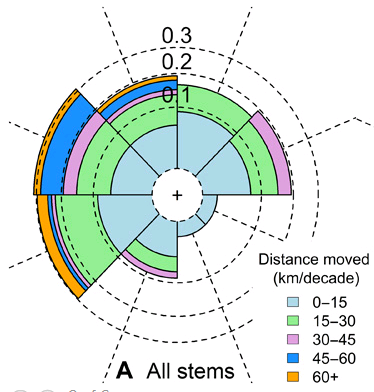 0.3
0.2
0.1
Distance moved
(km/decade)
0–15
15–30
30–45
45–60
60+
A All stems